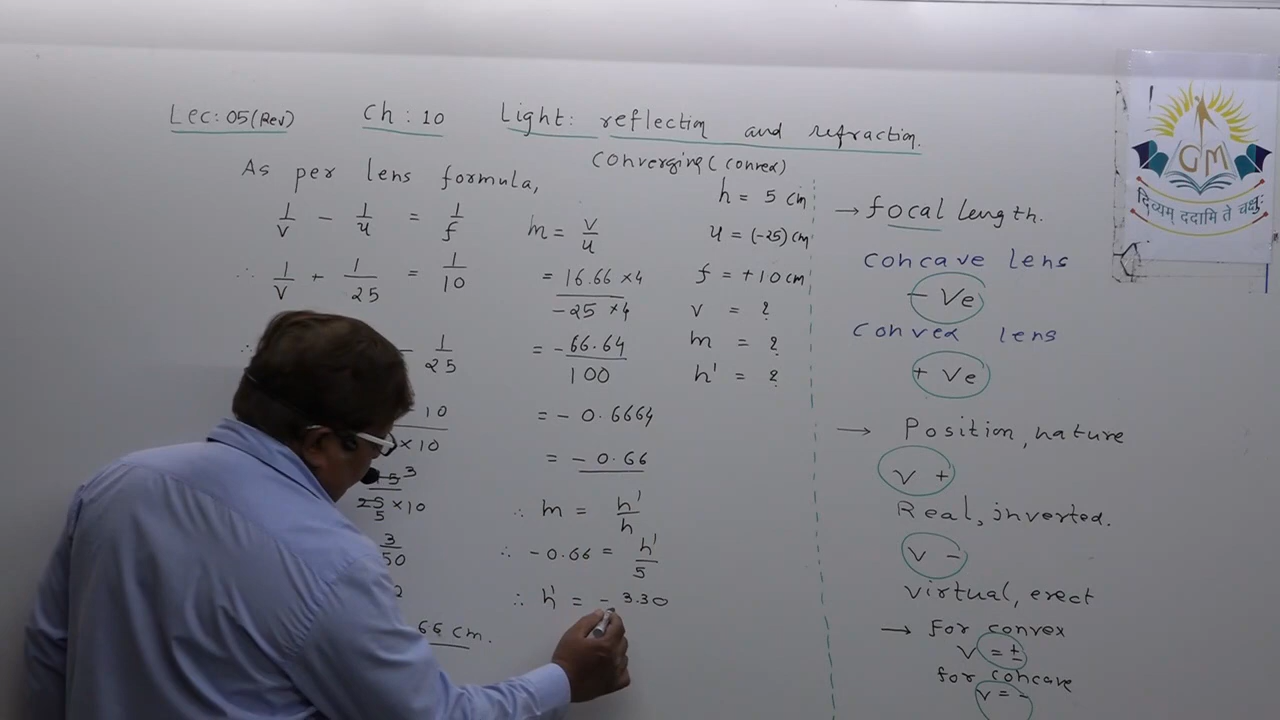 Lec: 05 (Rev) Ch: 10 Light: reflection and refraction.
As per lens formula,
1/v - 1/u = 1/f
∴ 1/v + 1/25 = 1/10
∴ - 1/25
10
× 10
15 3
25 × 10
5
3
50
66 cm.
m = v/u
= 16.66 × 4
-25 × 4
= - 66.64
100
= - 0.6664
= - 0.66
∴ m = h'/h
∴ - 0.66 = h'/5
∴ h' = - 3.30
Converging (convex)
h = 5 cm
u = (-25) cm
f = +10 cm
v = ?
m = ?
h' = ?
→ focal length.
concave lens
- Ve
convex lens
+ Ve
→ Position, nature
v +
Real, inverted.
v -
virtual, erect
→ for convex
v = ±
for concave
v = -
GM
दिव्यम् ददामि ते चक्षुः